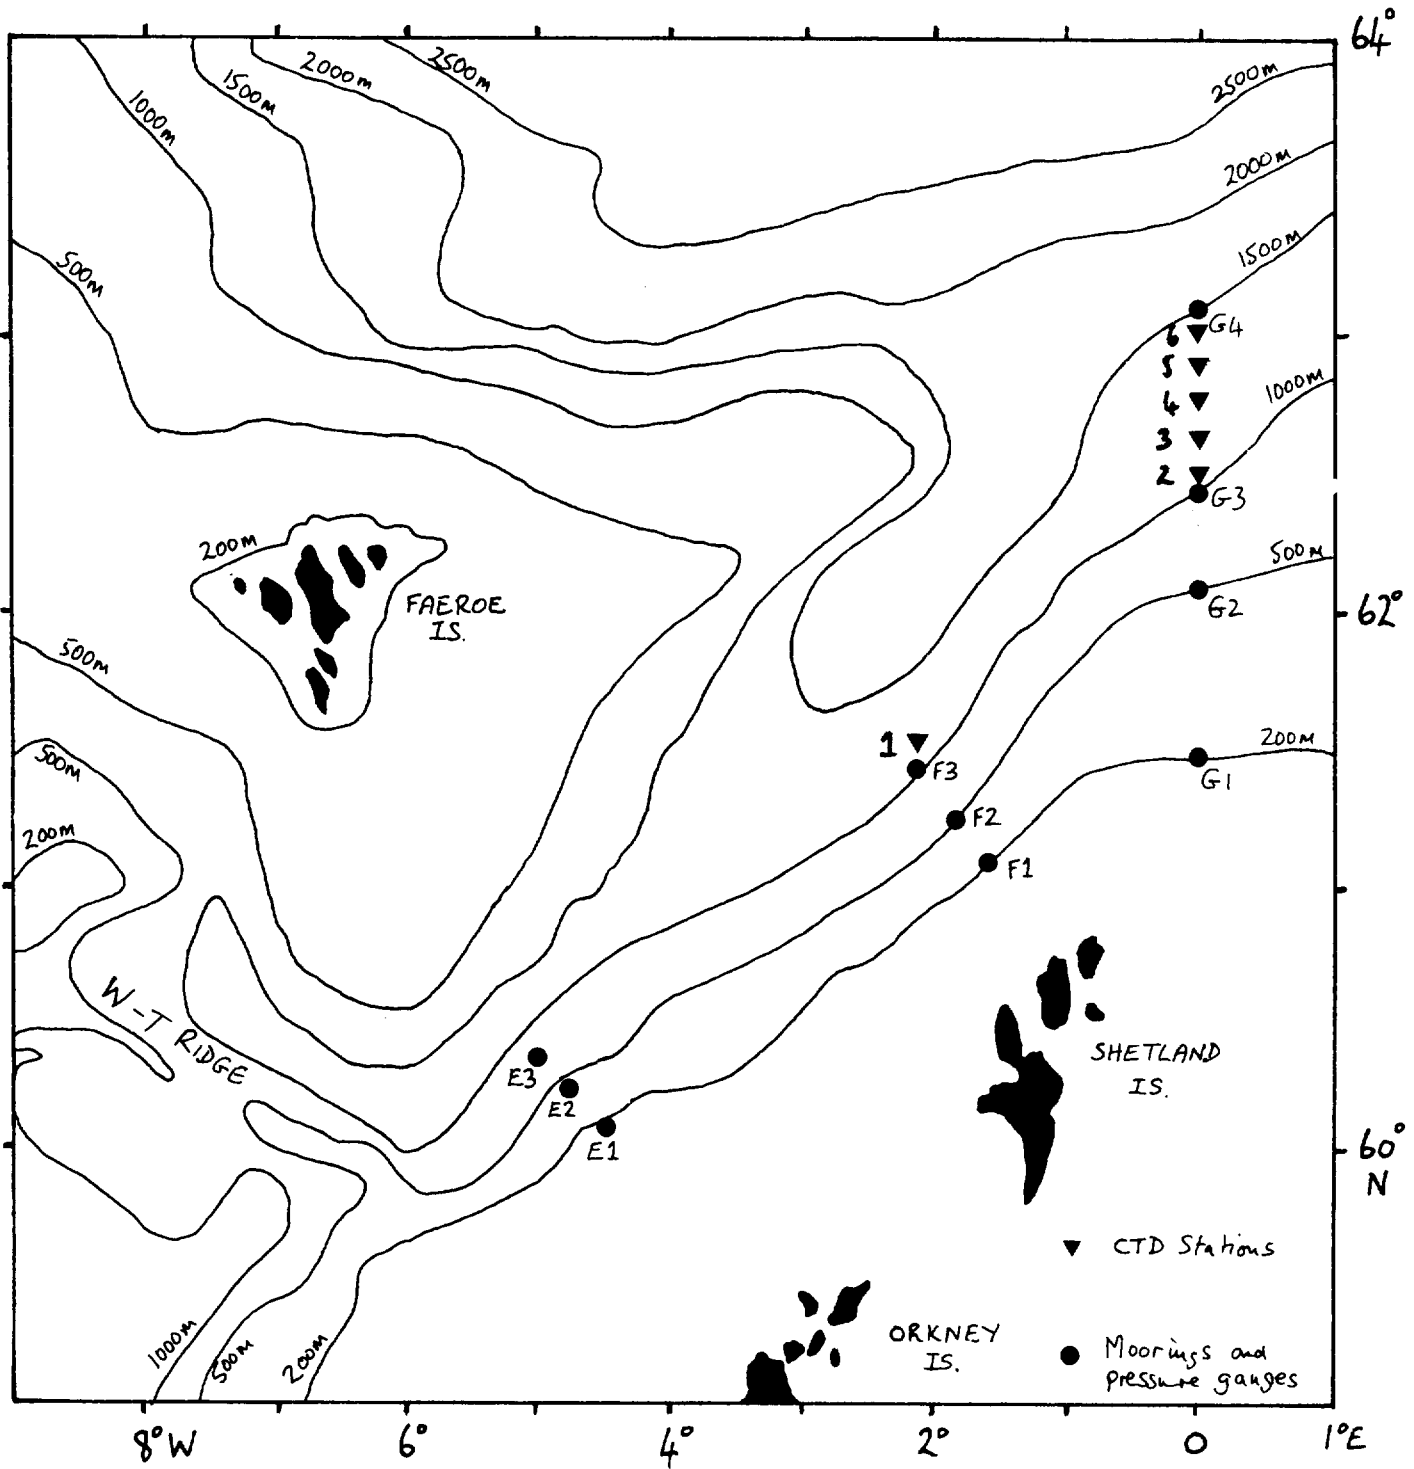 64°
2500m
2000m
2500m
1500m
1000m
2000m
1500m
500m
G4
6
5
1000m
4
3
2
G3
200m
500m
FAEROE
IS.
G2
62°
500m
200m
1
F3
G1
500m
F2
200m
F1
W-T RIDGE
SHETLAND
IS.
E3
E2
E1
60°
N
CTD Stations
ORKNEY
IS.
Moorings and
pressure gauges
1000m
500m
200m
8°W
6°
4°
2°
0
1°E